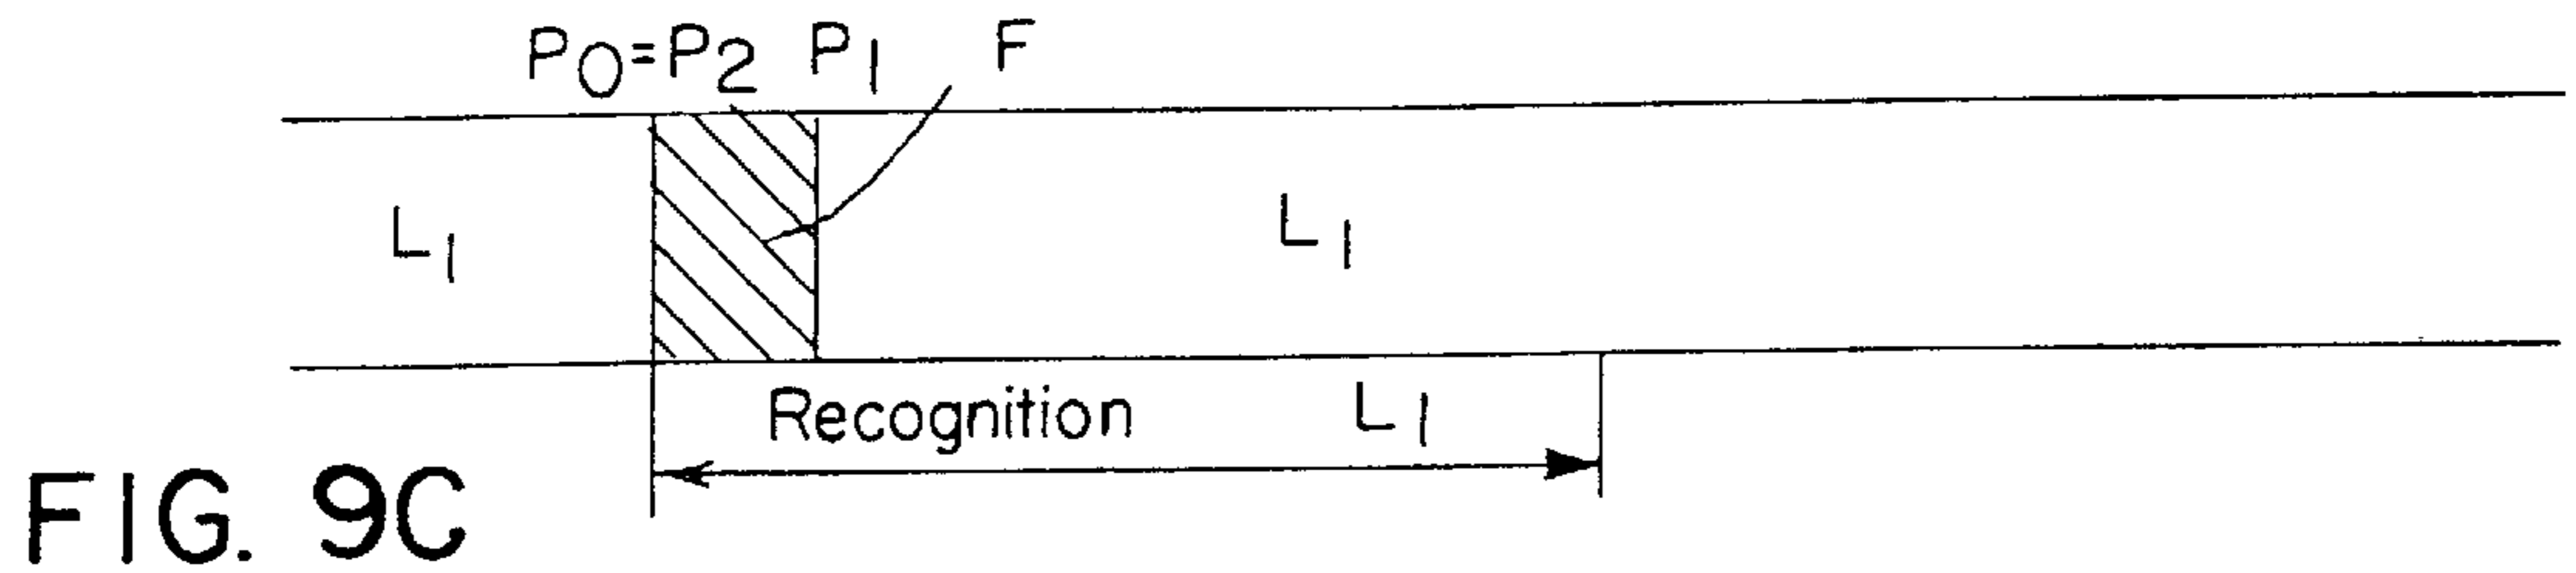 P0=P2 P1 F
L1 L1
Recognition L1
FIG. 9C